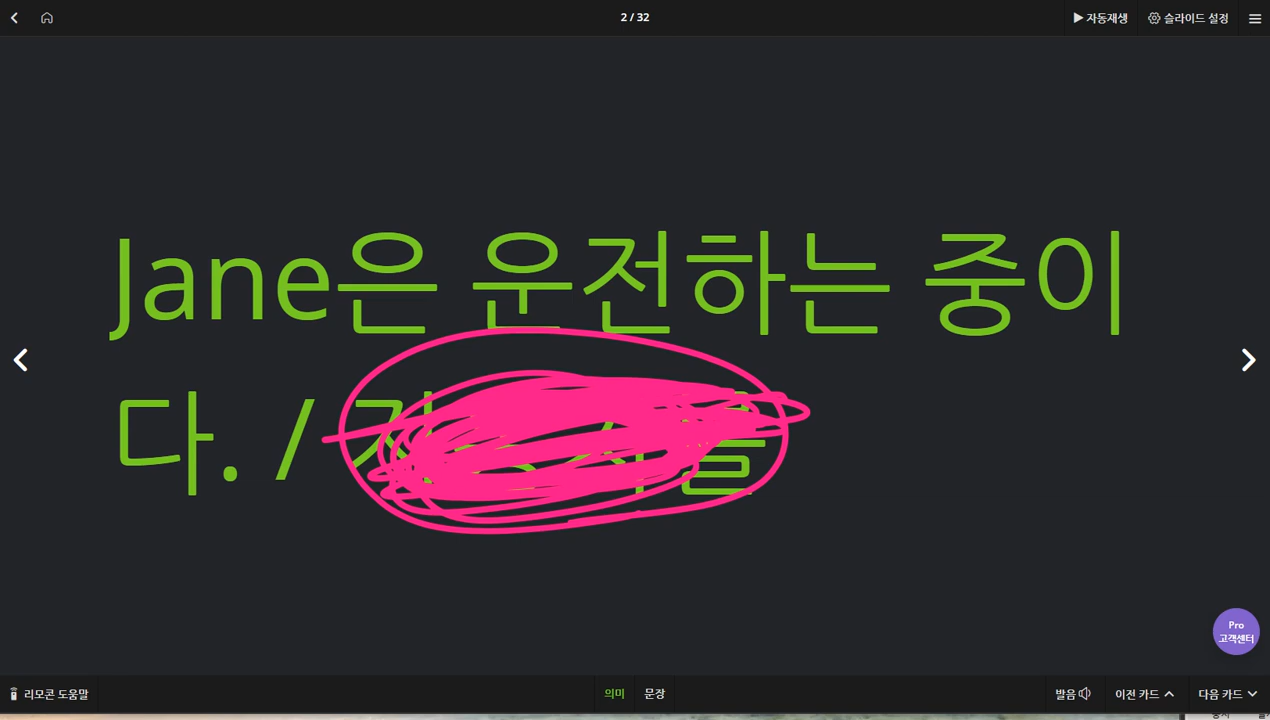 2 / 32
자동재생
슬라이드 설정
Jane은 운전하는 중이
다. /
Pro
고객센터
리모콘 도움말
의미
문장
발음
이전 카드
다음 카드